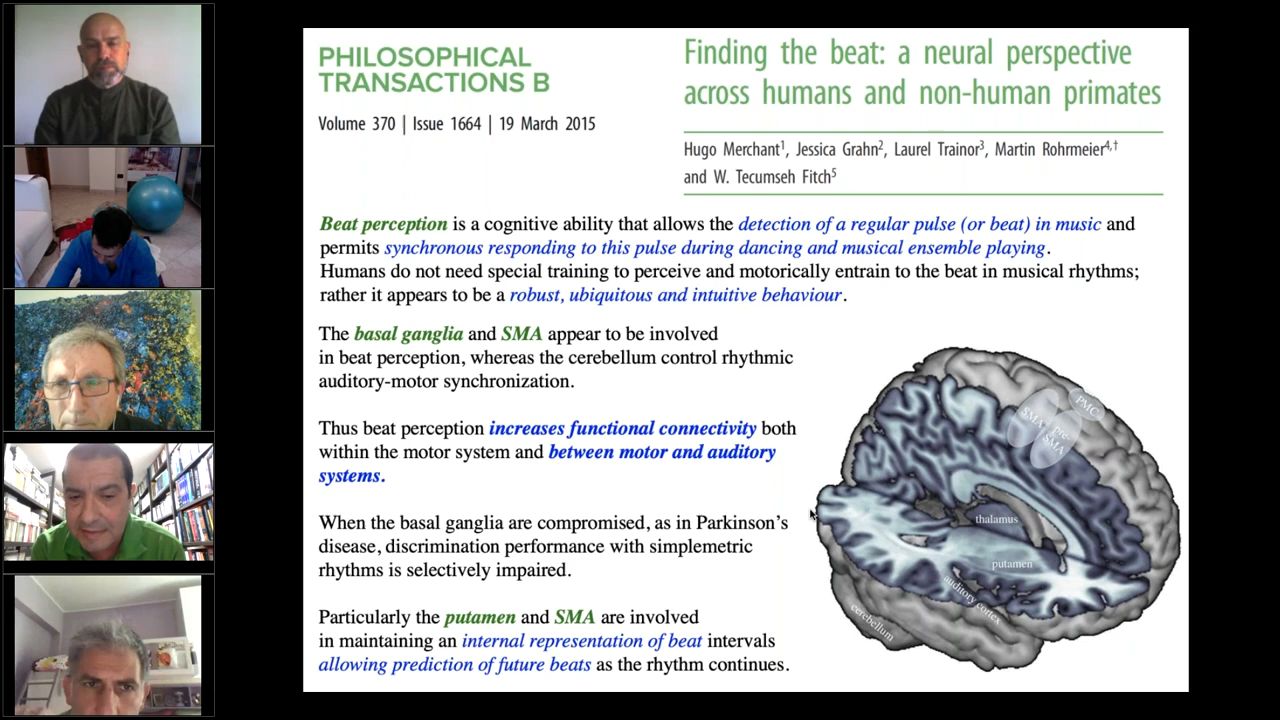 PHILOSOPHICAL
TRANSACTIONS B
Volume 370 | Issue 1664 | 19 March 2015
Finding the beat: a neural perspective
across humans and non-human primates
Hugo Merchant1, Jessica Grahn2, Laurel Trainor3, Martin Rohrmeier4,†
and W. Tecumseh Fitch5
Beat perception is a cognitive ability that allows the detection of a regular pulse (or beat) in music and
permits synchronous responding to this pulse during dancing and musical ensemble playing.
Humans do not need special training to perceive and motorically entrain to the beat in musical rhythms;
rather it appears to be a robust, ubiquitous and intuitive behaviour.
The basal ganglia and SMA appear to be involved
in beat perception, whereas the cerebellum control rhythmic
auditory-motor synchronization.
Thus beat perception increases functional connectivity both
within the motor system and between motor and auditory
systems.
When the basal ganglia are compromised, as in Parkinson's
disease, discrimination performance with simplemetric
rhythms is selectively impaired.
Particularly the putamen and SMA are involved
in maintaining an internal representation of beat intervals
allowing prediction of future beats as the rhythm continues.
PMC
SMA
pre-
SMA
thalamus
putamen
auditory cortex
cerebellum